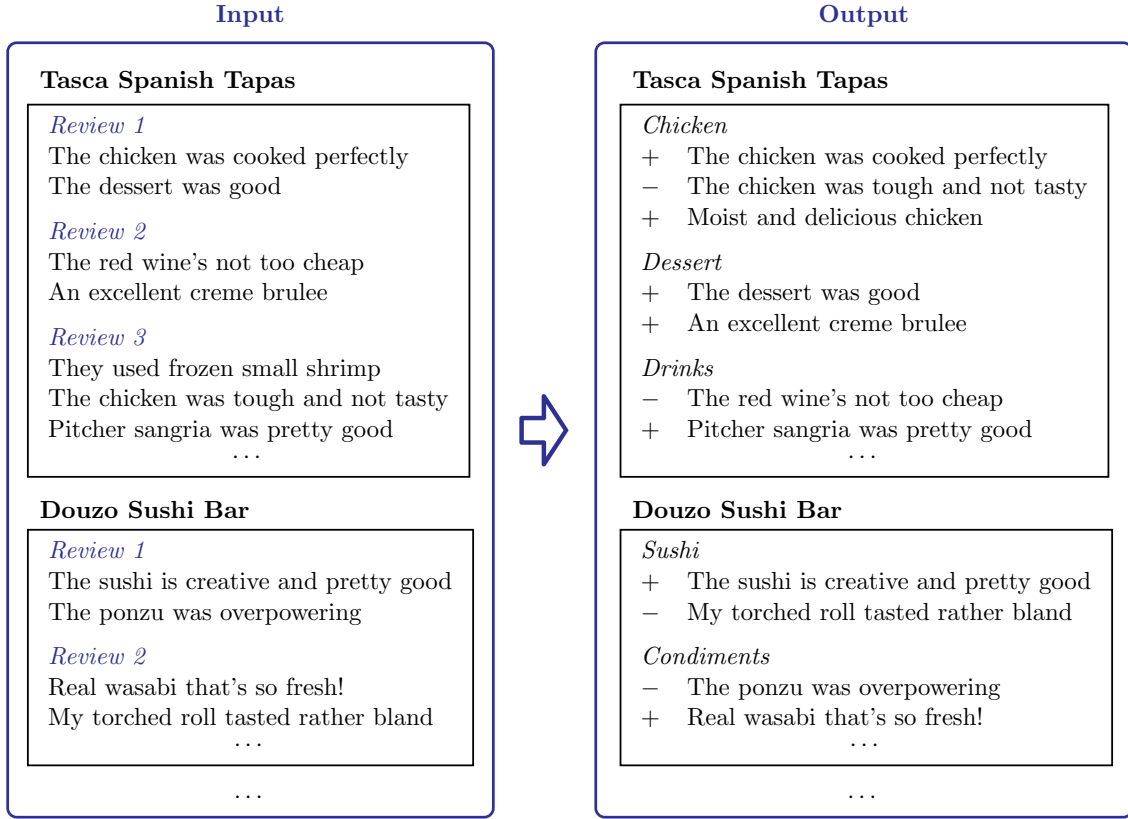 Input
Tasca Spanish Tapas
Review 1
The chicken was cooked perfectly
The dessert was good
Review 2
The red wine's not too cheap
An excellent creme brulee
Review 3
They used frozen small shrimp
The chicken was tough and not tasty
Pitcher sangria was pretty good
...
Douzo Sushi Bar
Review 1
The sushi is creative and pretty good
The ponzu was overpowering
Review 2
Real wasabi that's so fresh!
My torched roll tasted rather bland
...
...
Output
Tasca Spanish Tapas
Chicken
+ The chicken was cooked perfectly
− The chicken was tough and not tasty
+ Moist and delicious chicken
Dessert
+ The dessert was good
+ An excellent creme brulee
Drinks
− The red wine's not too cheap
+ Pitcher sangria was pretty good
...
Douzo Sushi Bar
Sushi
+ The sushi is creative and pretty good
− My torched roll tasted rather bland
Condiments
− The ponzu was overpowering
+ Real wasabi that's so fresh!
...
...